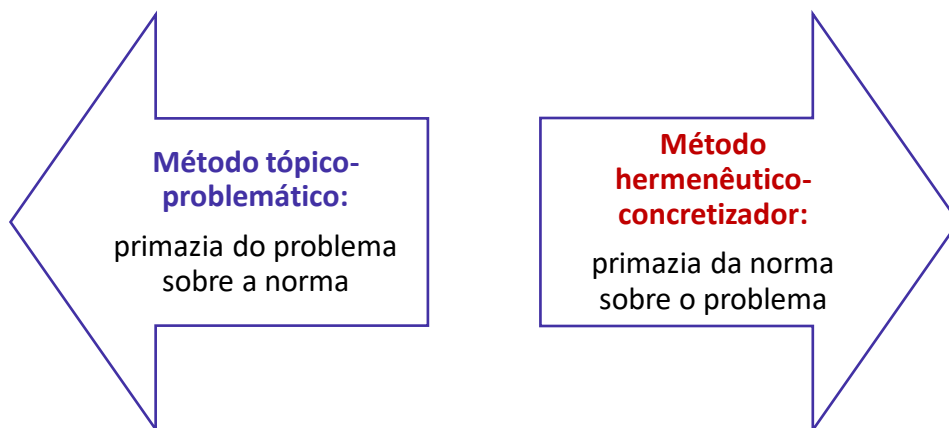 Método tópico-
problemático:
primazia do problema
sobre a norma
Método
hermenêutico-
concretizador:
primazia da norma
sobre o problema